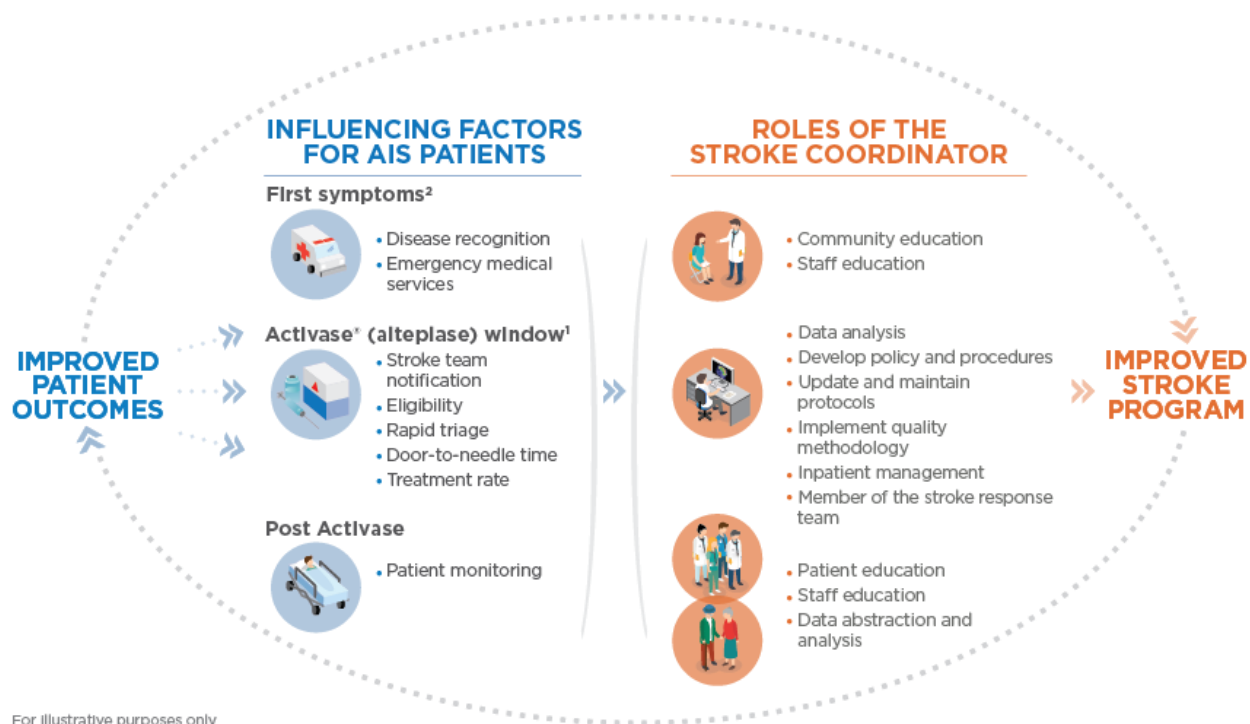 INFLUENCING FACTORS
FOR AIS PATIENTS
First symptoms²
• Disease recognition
• Emergency medical
services
Activase® (alteplase) window¹
• Stroke team
notification
• Eligibility
• Rapid triage
• Door-to-needle time
• Treatment rate
Post Activase
• Patient monitoring
ROLES OF THE
STROKE COORDINATOR
• Community education
• Staff education
• Data analysis
• Develop policy and procedures
• Update and maintain
protocols
• Implement quality
methodology
• Inpatient management
• Member of the stroke response
team
• Patient education
• Staff education
• Data abstraction and
analysis
IMPROVED
PATIENT
OUTCOMES
IMPROVED
STROKE
PROGRAM
For illustrative purposes only